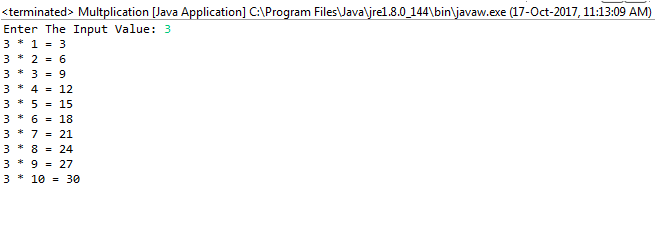 <terminated> Multplication [Java Application] C:\Program Files\Java\jre1.8.0_144\bin\javaw.exe (17-Oct-2017, 11:13:09 AM)
Enter The Input Value: 3
3 * 1 = 3
3 * 2 = 6
3 * 3 = 9
3 * 4 = 12
3 * 5 = 15
3 * 6 = 18
3 * 7 = 21
3 * 8 = 24
3 * 9 = 27
3 * 10 = 30